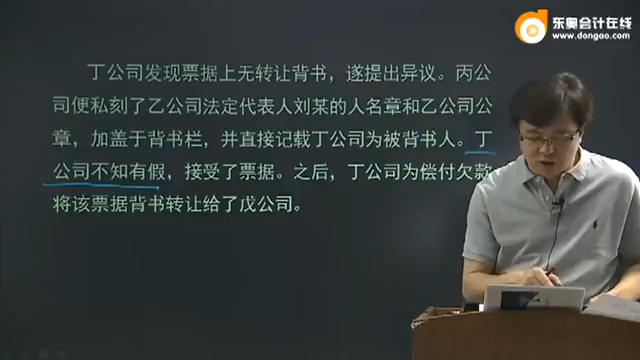 东奥会计在线
www.dongao.com
丁公司发现票据上无转让背书，遂提出异议。丙公
司便私刻了乙公司法定代表人刘某的人名章和乙公司公
章，加盖于背书栏，并直接记载丁公司为被背书人。丁
公司不知有假，接受了票据。之后，丁公司为偿付欠款
将该票据背书转让给了戊公司。